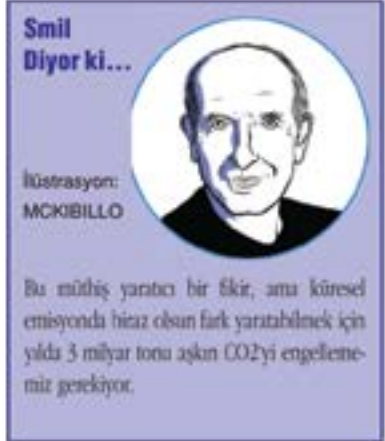 Smil
Diyor ki...
İlüstrasyon:
MCKIBILLO
Bu müthiş yaratıcı bir fikir, ama küresel
emisyonda biraz olsun fark yaratabilmek için
yılda 3 milyar tonu aşkın CO2'yi engelleme-
miz gerekiyor.